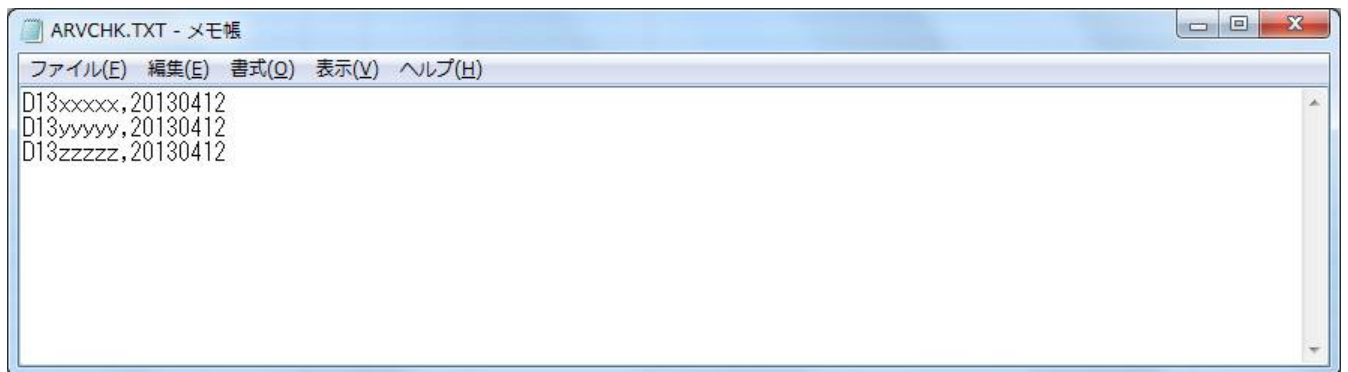 ARVCHK.TXT - メモ帳
ファイル(F) 編集(E) 書式(O) 表示(V) ヘルプ(H)
D13xxxxx,20130412
D13yyyyy,20130412
D13zzzzz,20130412